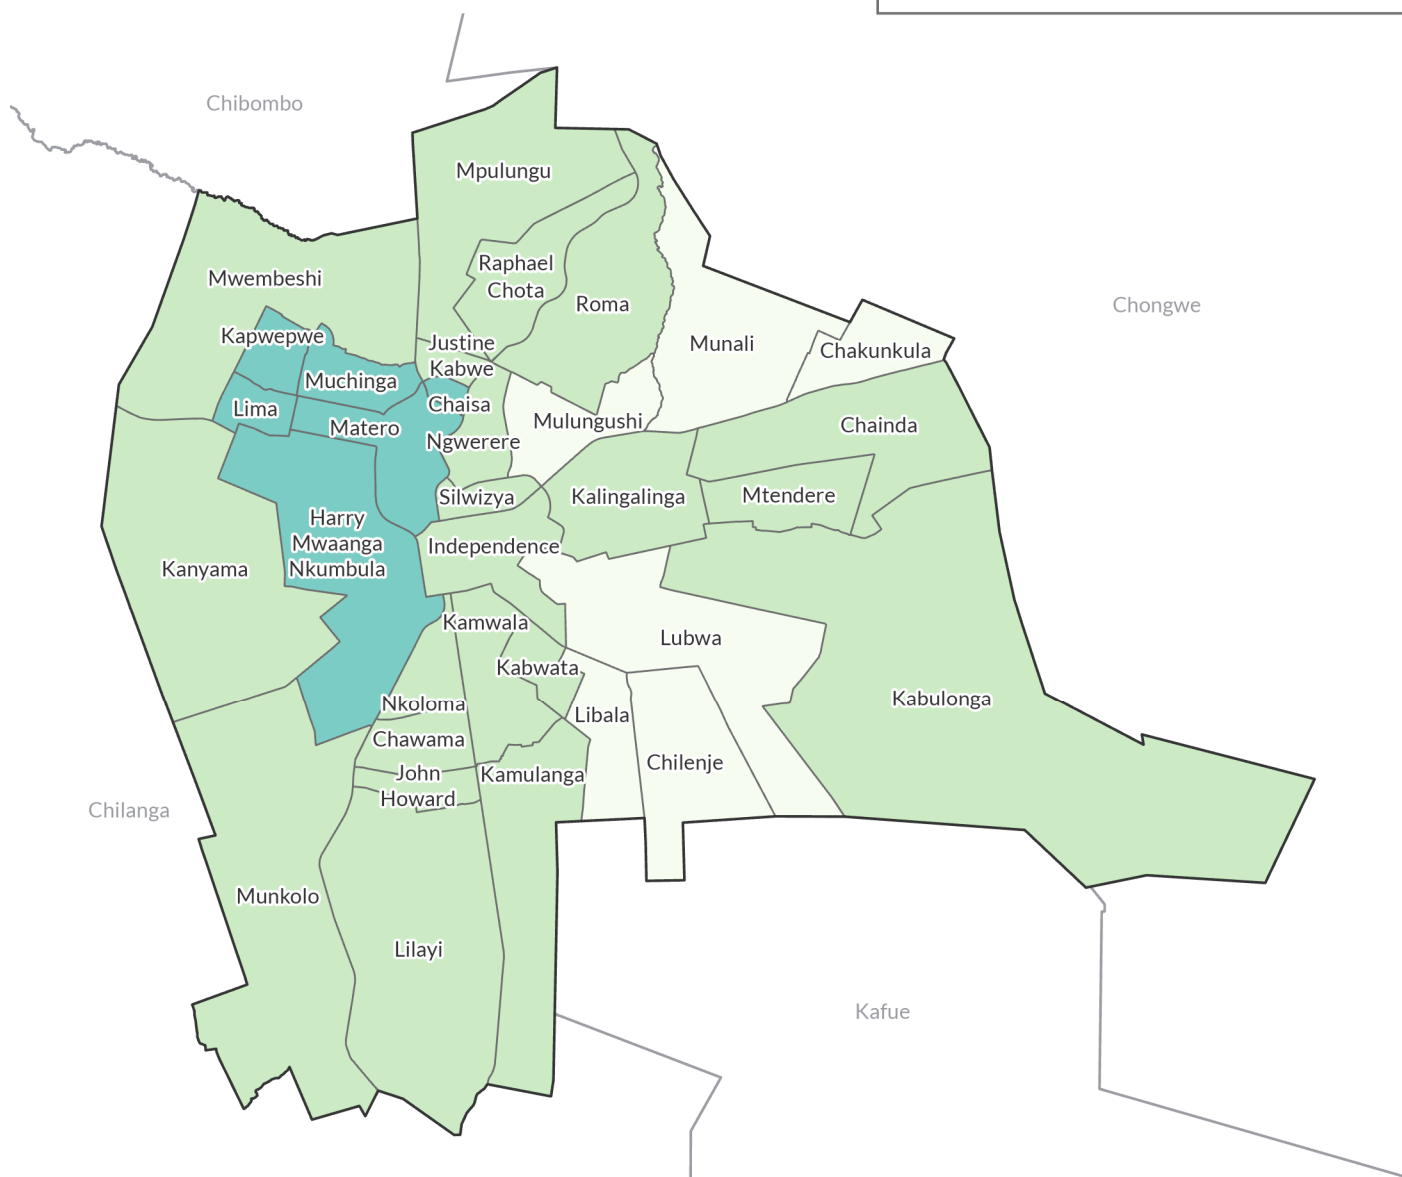 Chibombo
Mpulungu
Mwembeshi
Raphael
Chota
Roma
Chongwe
Kapwepwe
Justine
Kabwe
Munali
Chakunkula
Muchinga
Lima
Chaisa
Matero
Mulungushi
Chainda
Ngwerere
Silwizya
Kalingalinga
Mtendere
Harry
Mwaanga
Nkumbula
Independence
Kanyama
Kamwala
Lubwa
Kabwata
Kabulonga
Nkoloma
Libala
Chawama
Chilenje
John
Howard
Kamulanga
Chilanga
Munkolo
Lilayi
Kafue